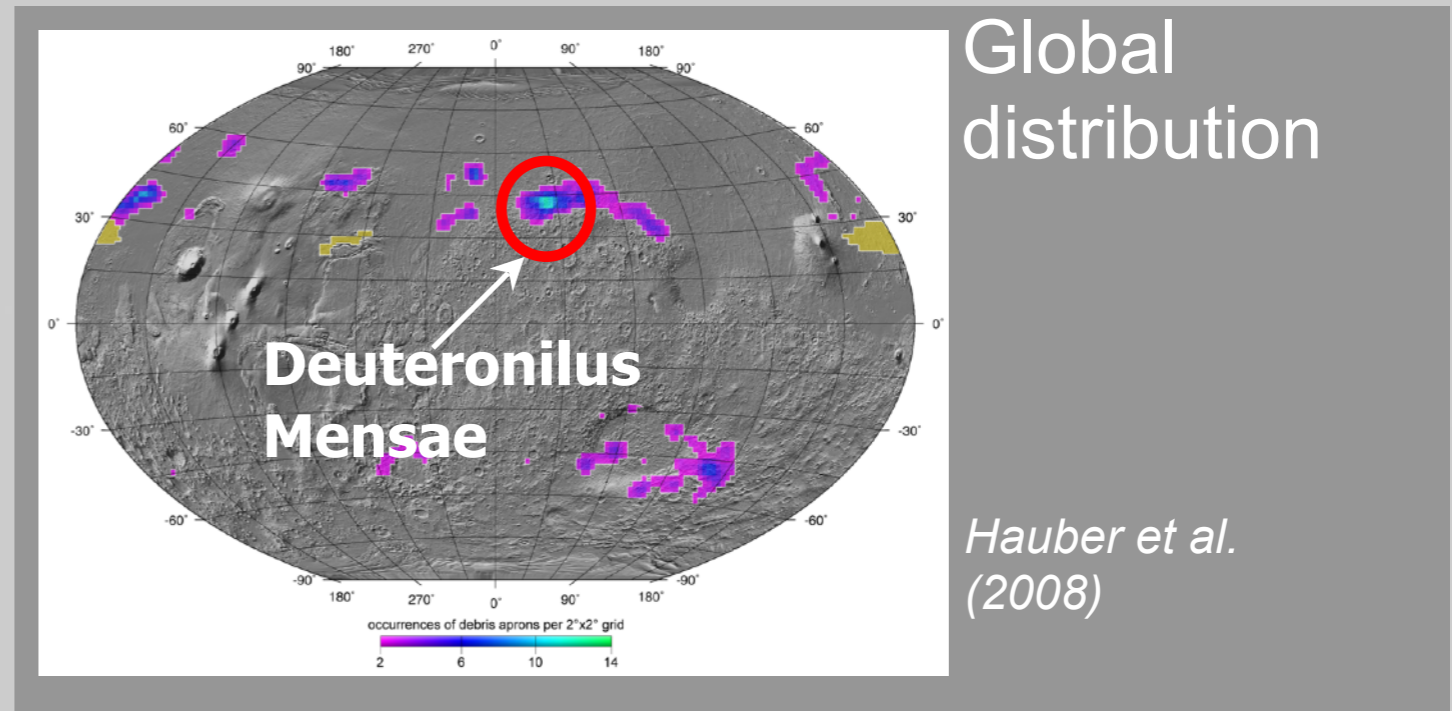 Global
distribution
180° 270° 0° 90° 180°
90° 90°
60° 60°
30° 30°
0° 0°
Deuteronilus
Mensae
-30° -30°
-60° -60°
-90° -90°
180° 270° 0° 90° 180°
occurrences of debris aprons per 2°x2° grid
2 6 10 14
Hauber et al.
(2008)